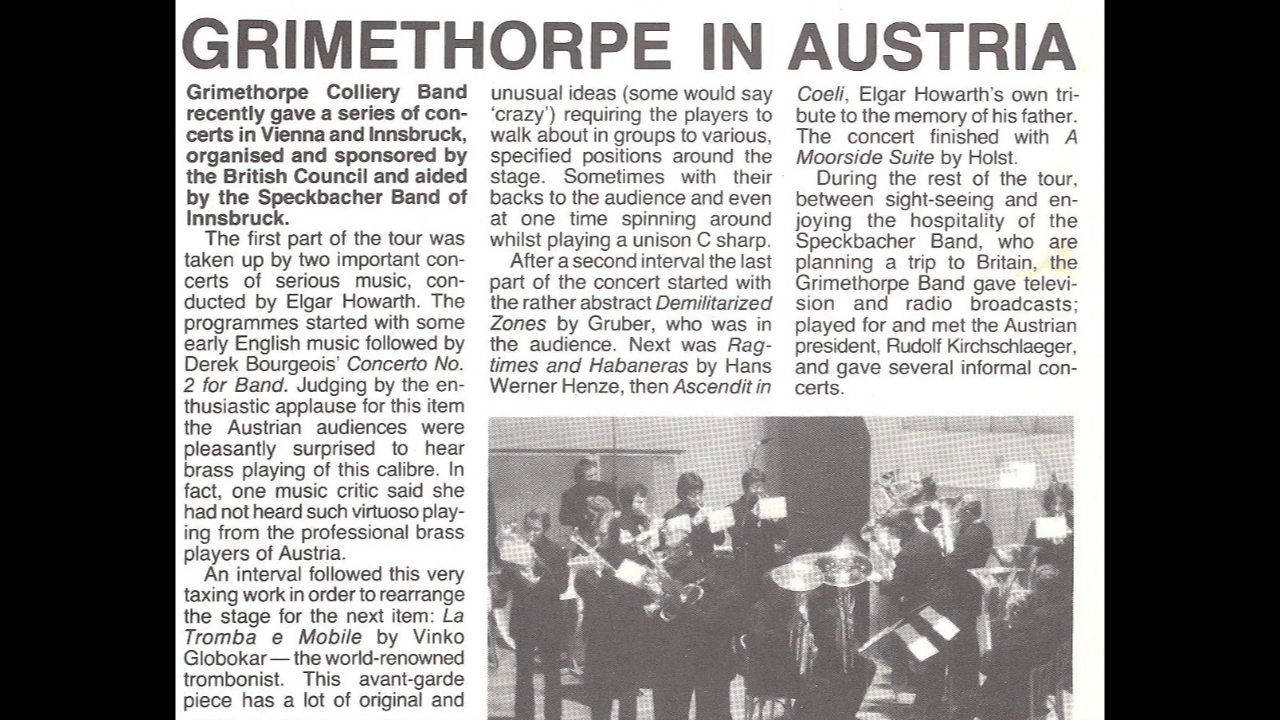 GRIMETHORPE IN AUSTRIA
Grimethorpe Colliery Band
recently gave a series of con-
certs in Vienna and Innsbruck,
organised and sponsored by
the British Council and aided
by the Speckbacher Band of
Innsbruck.
The first part of the tour was
taken up by two important con-
certs of serious music, con-
ducted by Elgar Howarth. The
programmes started with some
early English music followed by
Derek Bourgeois' Concerto No.
2 for Band. Judging by the en-
thusiastic applause for this item
the Austrian audiences were
pleasantly surprised to hear
brass playing of this calibre. In
fact, one music critic said she
had not heard such virtuoso play-
ing from the professional brass
players of Austria.
An interval followed this very
taxing work in order to rearrange
the stage for the next item: La
Tromba e Mobile by Vinko
Globokar — the world-renowned
trombonist. This avant-garde
piece has a lot of original and
unusual ideas (some would say
'crazy') requiring the players to
walk about in groups to various,
specified positions around the
stage. Sometimes with their
backs to the audience and even
at one time spinning around
whilst playing a unison C sharp.
After a second interval the last
part of the concert started with
the rather abstract Demilitarized
Zones by Gruber, who was in
the audience. Next was Rag-
times and Habaneras by Hans
Werner Henze, then Ascendit in
Coeli, Elgar Howarth's own tri-
bute to the memory of his father.
The concert finished with A
Moorside Suite by Holst.
During the rest of the tour,
between sight-seeing and en-
joying the hospitality of the
Speckbacher Band, who are
planning a trip to Britain, the
Grimethorpe Band gave televi-
sion and radio broadcasts;
played for and met the Austrian
president, Rudolf Kirchschlaeger,
and gave several informal con-
certs.